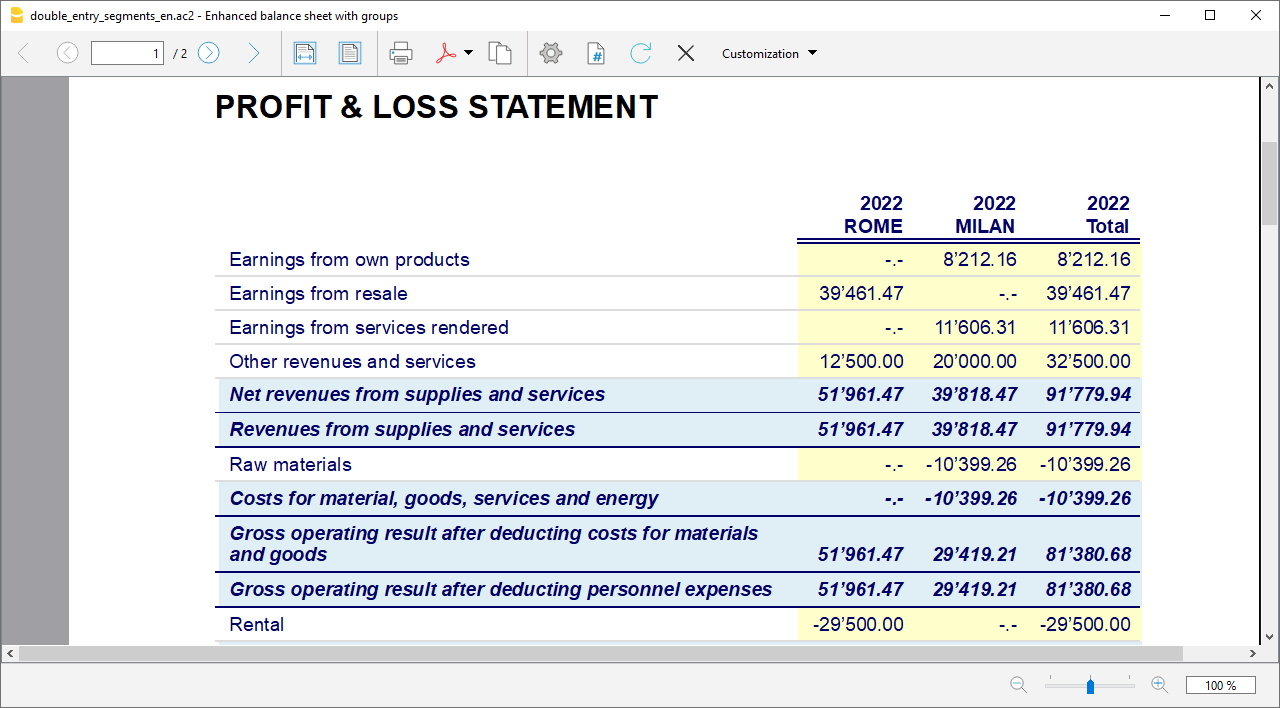 double_entry_segments_en.ac2 - Enhanced balance sheet with groups
1 / 2 Customization
PROFIT & LOSS STATEMENT
2022 2022 2022
ROME MILAN Total
Earnings from own products -.- 8’212.16 8’212.16
Earnings from resale 39’461.47 -.- 39’461.47
Earnings from services rendered -.- 11’606.31 11’606.31
Other revenues and services 12’500.00 20’000.00 32’500.00
Net revenues from supplies and services 51’961.47 39’818.47 91’779.94
Revenues from supplies and services 51’961.47 39’818.47 91’779.94
Raw materials -.- -10’399.26 -10’399.26
Costs for material, goods, services and energy -.- -10’399.26 -10’399.26
Gross operating result after deducting costs for materials
and goods 51’961.47 29’419.21 81’380.68
Gross operating result after deducting personnel expenses 51’961.47 29’419.21 81’380.68
Rental -29’500.00 -.- -29’500.00
100 %